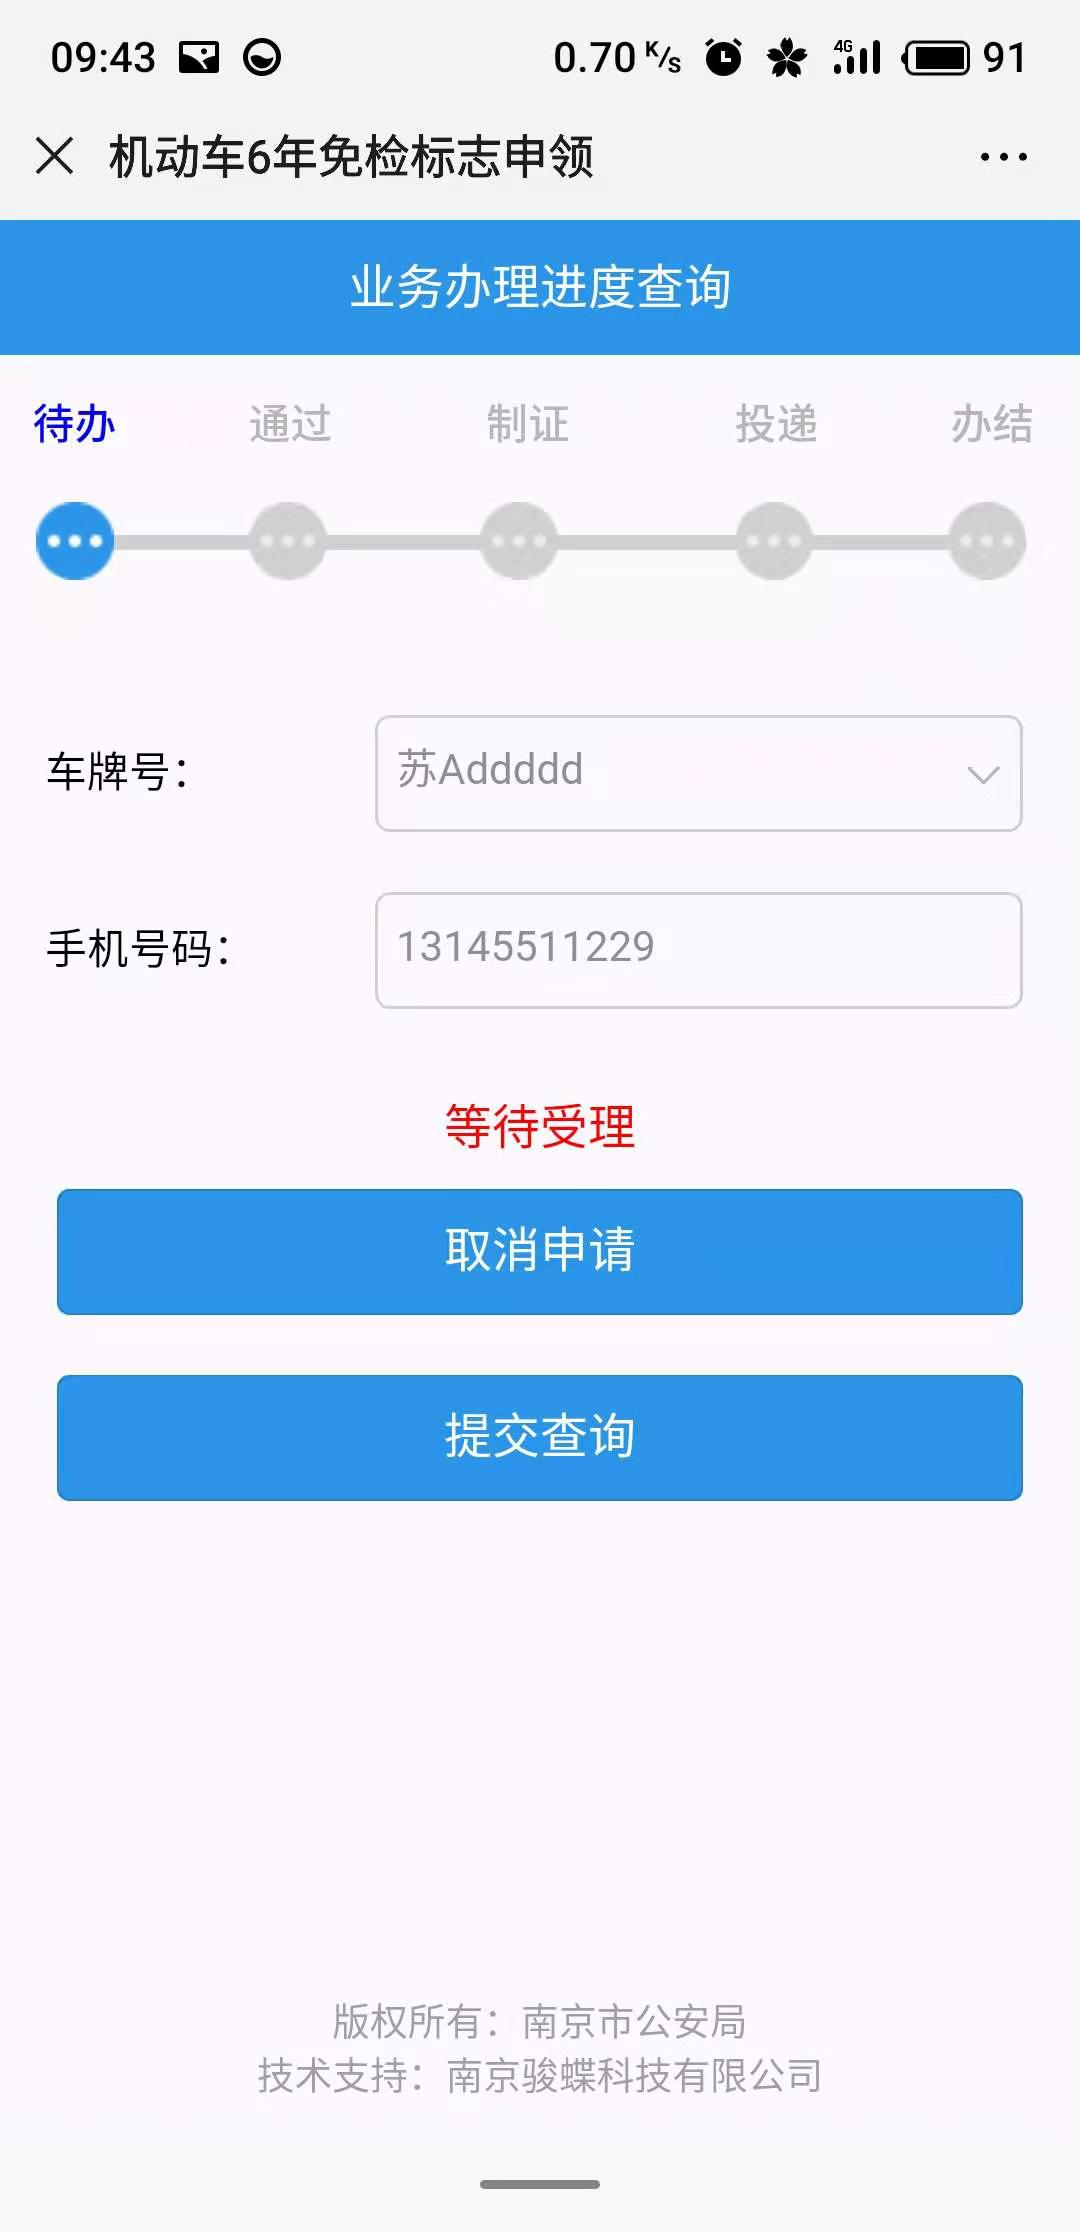 09:43 0.70 K/s 4G 91
机动车6年免检标志申领
业务办理进度查询
待办 通过 制证 投递 办结
车牌号： 苏Addddd
手机号码： 13145511229
等待受理
取消申请
提交查询
版权所有：南京市公安局
技术支持：南京骏蝶科技有限公司